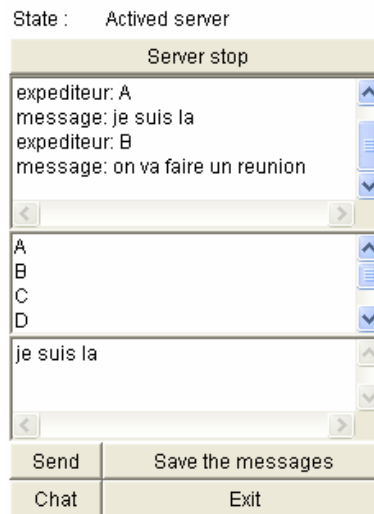 State : Actived server
Server stop
expediteur: A
message: je suis la
expediteur: B
message: on va faire un reunion
A
B
C
D
je suis la
Send Save the messages
Chat Exit